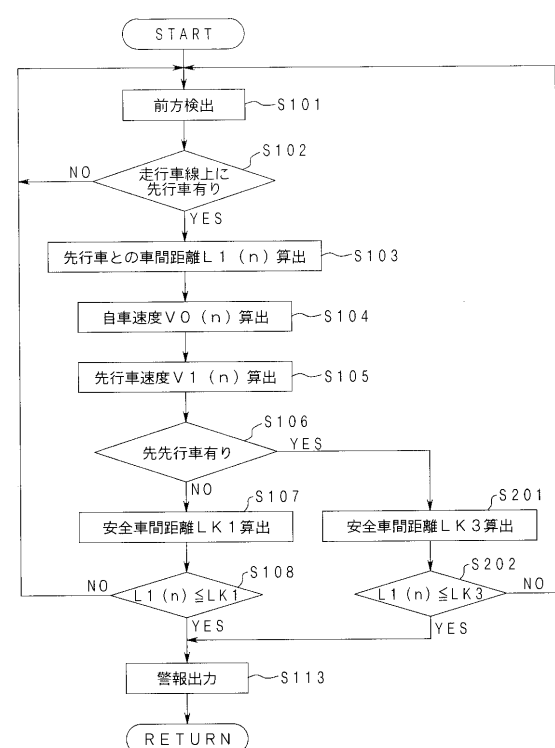 START
前方検出
S101
S102
走行車線上に
先行車有り
NO
YES
先行車との車間距離L1(n)算出
S103
自車速度V0(n)算出
S104
先行車速度V1(n)算出
S105
S106
先先行車有り
YES
NO
S107
安全車間距離LK1算出
S201
安全車間距離LK3算出
S108
L1(n)≦LK1
NO
YES
S202
L1(n)≦LK3
NO
YES
警報出力
S113
RETURN